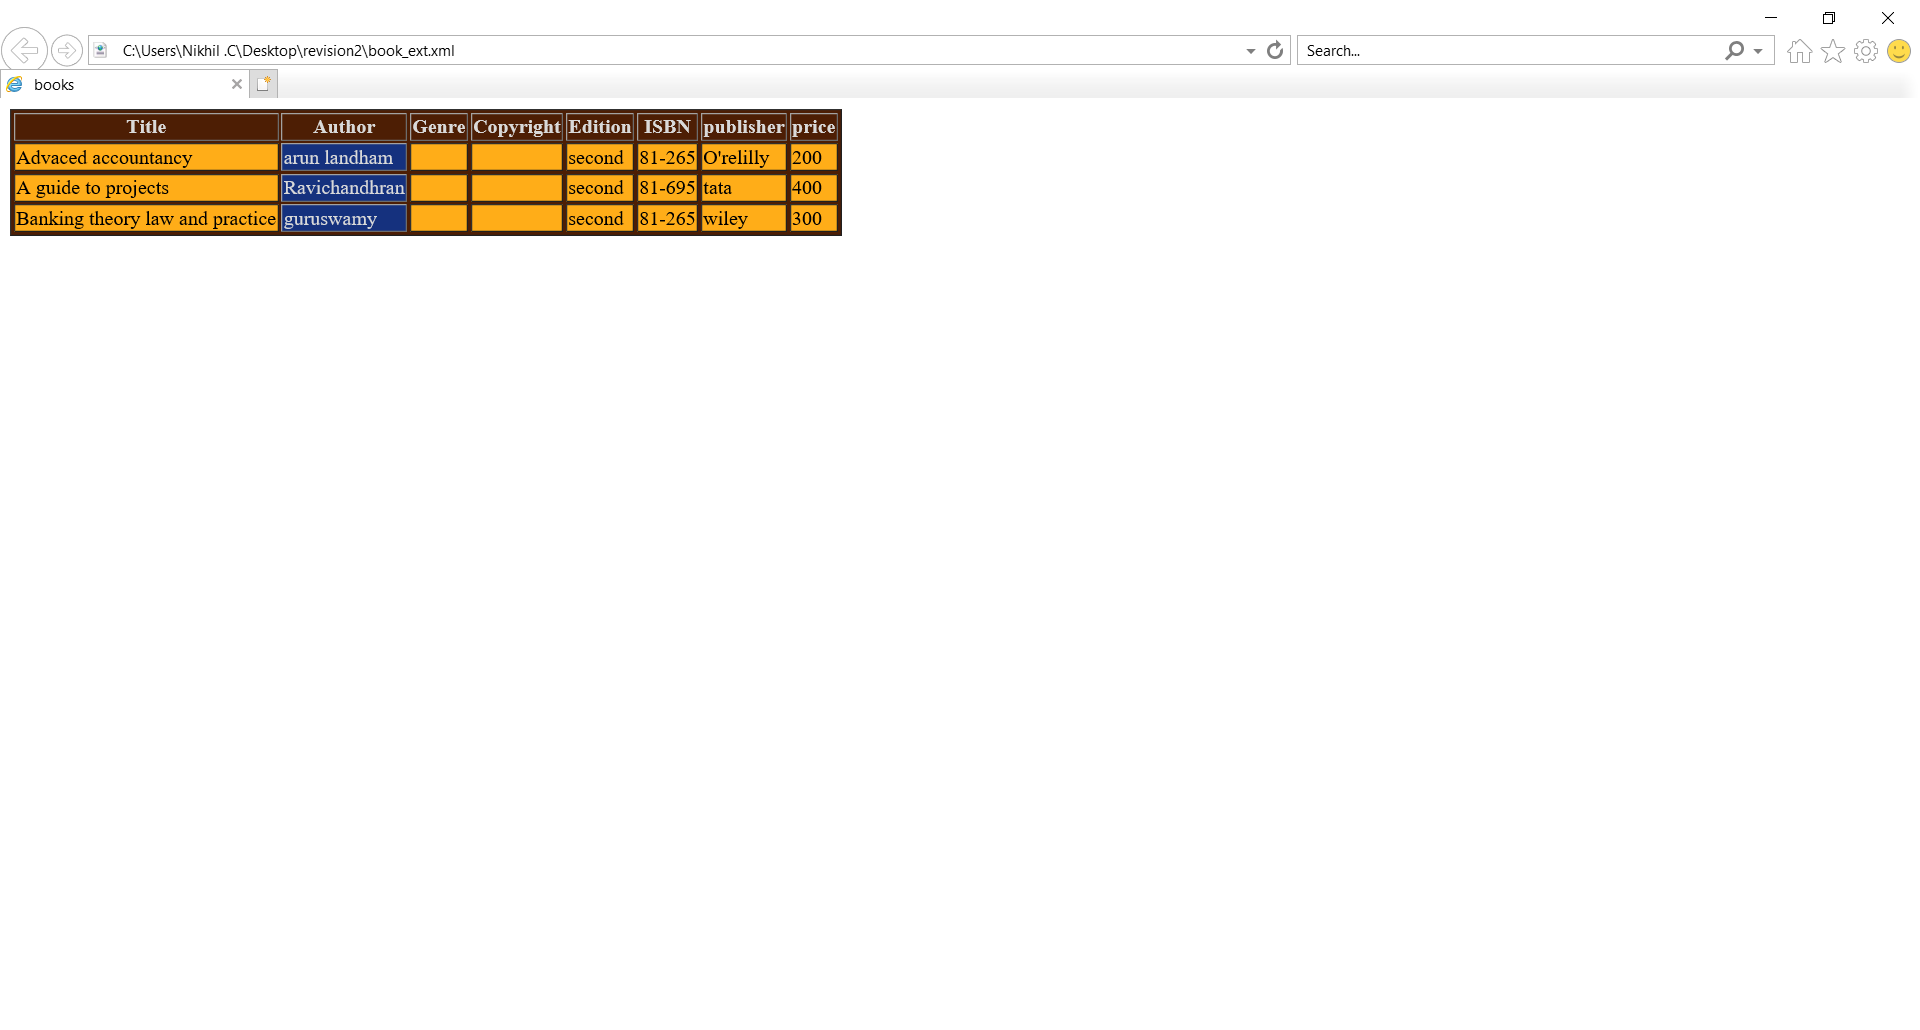 C:\Users\Nikhil .C\Desktop\revision2\book_ext.xml Search...
books
Title Author Genre Copyright Edition ISBN publisher price
Advaced accountancy arun landham second 81-265 O'relilly 200
A guide to projects Ravichandhran second 81-695 tata 400
Banking theory law and practice guruswamy second 81-265 wiley 300